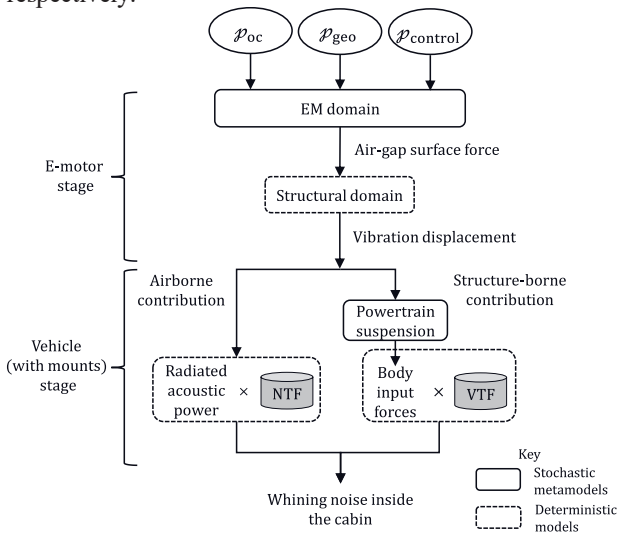 respectively.
𝒫oc
𝒫geo
𝒫control
EM domain
Air-gap surface force
E-motor
stage
Structural domain
Vibration displacement
Airborne
contribution
Structure-borne
contribution
Powertrain
suspension
Vehicle
(with mounts)
stage
Radiated
acoustic
power
×
NTF
Body
input
forces
×
VTF
Whining noise inside
the cabin
Key
Stochastic
metamodels
Deterministic
models